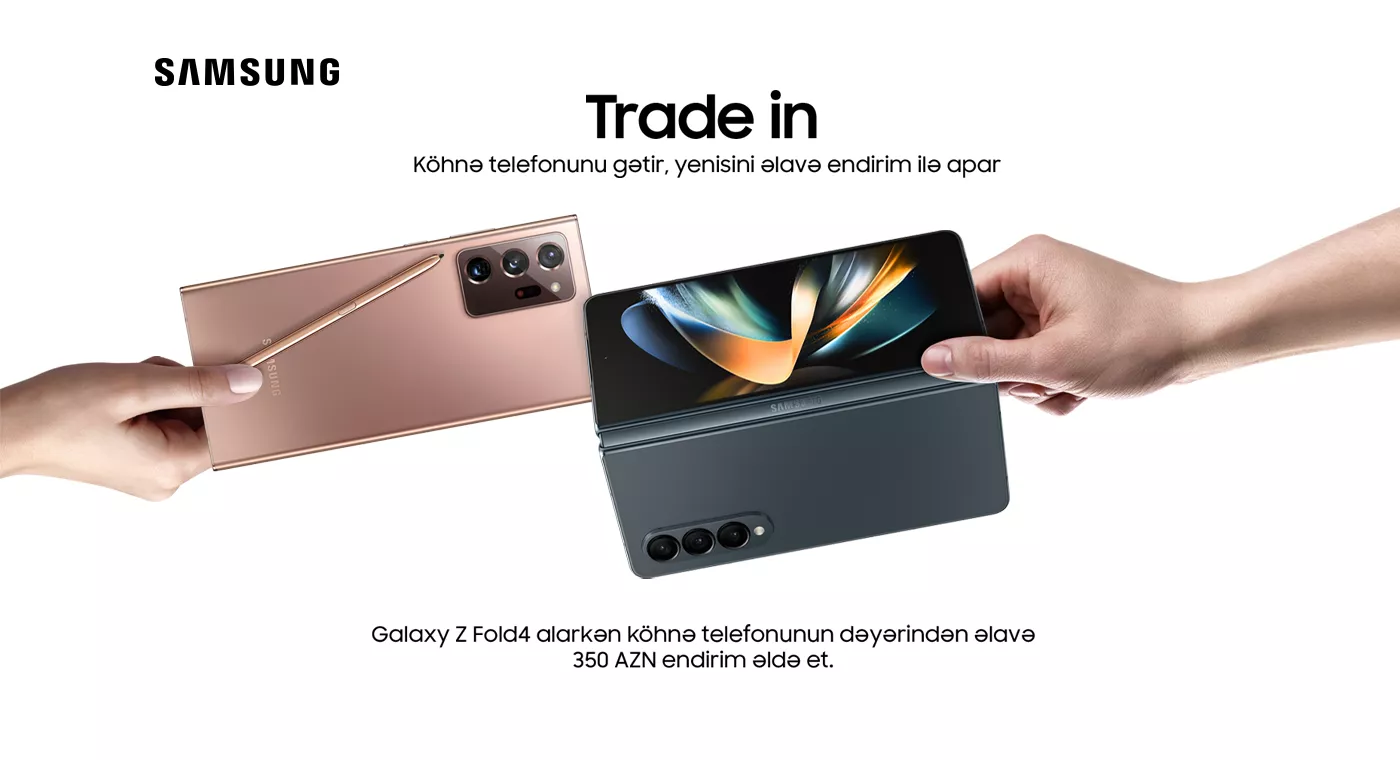 SAMSUNG
Trade in
Köhnə telefonunu gətir, yenisini əlavə endirim ilə apar
SAMSUNG
SAMSUNG
Galaxy Z Fold4 alarkən köhnə telefonunun dəyərindən əlavə
350 AZN endirim əldə et.